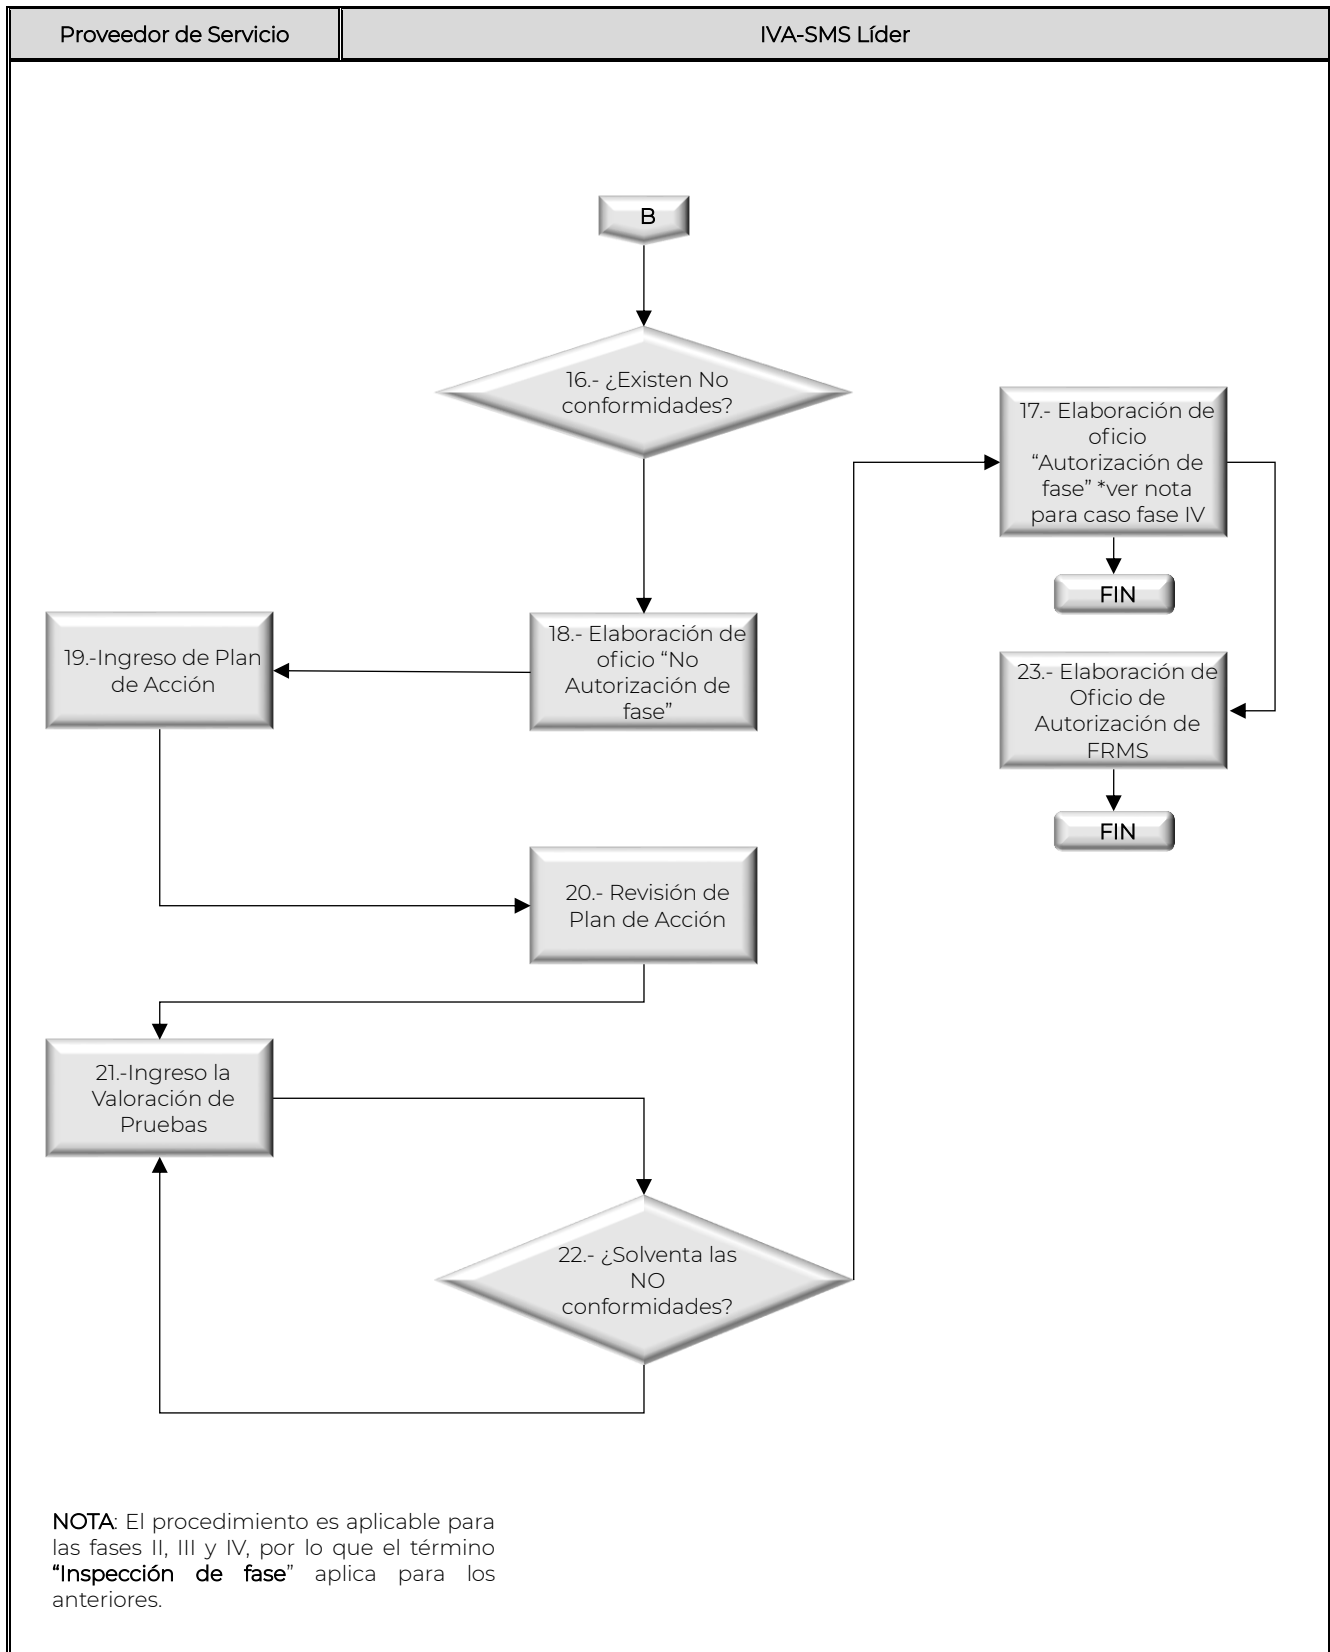 Proveedor de Servicio
IVA-SMS Líder
B
16.- ¿Existen No
conformidades?
17.- Elaboración de
oficio
“Autorización de
fase” *ver nota
para caso fase IV
FIN
18.- Elaboración de
oficio “No
Autorización de
fase”
19.-Ingreso de Plan
de Acción
23.- Elaboración de
Oficio de
Autorización de
FRMS
FIN
20.- Revisión de
Plan de Acción
21.-Ingreso la
Valoración de
Pruebas
22.- ¿Solventa las
NO
conformidades?
NOTA: El procedimiento es aplicable para
las fases II, III y IV, por lo que el término
“Inspección de fase” aplica para los
anteriores.